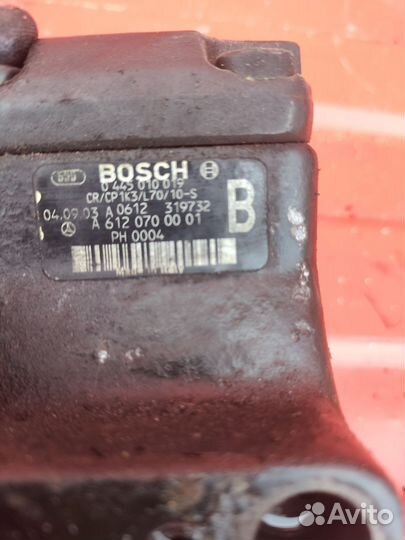 BOSCH
0 445 010 019
CR/CP1K3/L70/10-S
04.09.03 A 0612 319732
A 612 070 00 01
PH 0004
B
Avito